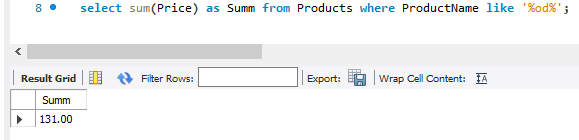 8 select sum(Price) as Summ from Products where ProductName like '%od%';
Result Grid Filter Rows: Export: Wrap Cell Content: IA
Summ
131.00